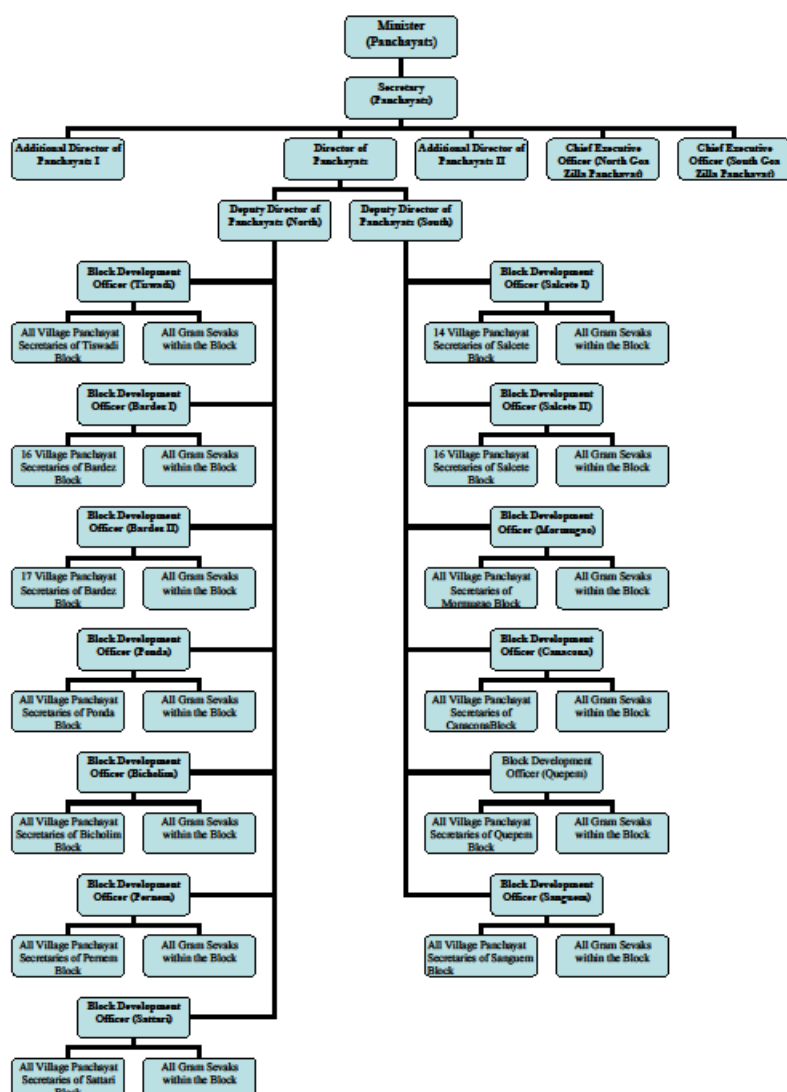 Minister
(Panchayats)
Secretary
(Panchayats)
Additional Director of
Panchayats I
Director of
Panchayats
Additional Director of
Panchayats II
Chief Executive
Officer (North Goa
Zilla Panchayat)
Chief Executive
Officer (South Goa
Zilla Panchayat)
Deputy Director of
Panchayats (North)
Deputy Director of
Panchayats (South)
Block Development
Officer (Tiswadi)
All Village Panchayat
Secretaries of Tiswadi
Block
All Gram Sevaks
within the Block
Block Development
Officer (Bardez I)
16 Village Panchayat
Secretaries of Bardez
Block
All Gram Sevaks
within the Block
Block Development
Officer (Bardez II)
17 Village Panchayat
Secretaries of Bardez
Block
All Gram Sevaks
within the Block
Block Development
Officer (Ponda)
All Village Panchayat
Secretaries of Ponda
Block
All Gram Sevaks
within the Block
Block Development
Officer (Bicholim)
All Village Panchayat
Secretaries of Bicholim
Block
All Gram Sevaks
within the Block
Block Development
Officer (Pernem)
All Village Panchayat
Secretaries of Pernem
Block
All Gram Sevaks
within the Block
Block Development
Officer (Sattari)
All Village Panchayat
Secretaries of Sattari
Block
All Gram Sevaks
within the Block
Block Development
Officer (Salcete I)
14 Village Panchayat
Secretaries of Salcete
Block
All Gram Sevaks
within the Block
Block Development
Officer (Salcete II)
16 Village Panchayat
Secretaries of Salcete
Block
All Gram Sevaks
within the Block
Block Development
Officer (Mormugao)
All Village Panchayat
Secretaries of
Mormugao Block
All Gram Sevaks
within the Block
Block Development
Officer (Canacona)
All Village Panchayat
Secretaries of
CanaconaBlock
All Gram Sevaks
within the Block
Block Development
Officer (Quepem)
All Village Panchayat
Secretaries of Quepem
Block
All Gram Sevaks
within the Block
Block Development
Officer (Sanguem)
All Village Panchayat
Secretaries of Sanguem
Block
All Gram Sevaks
within the Block